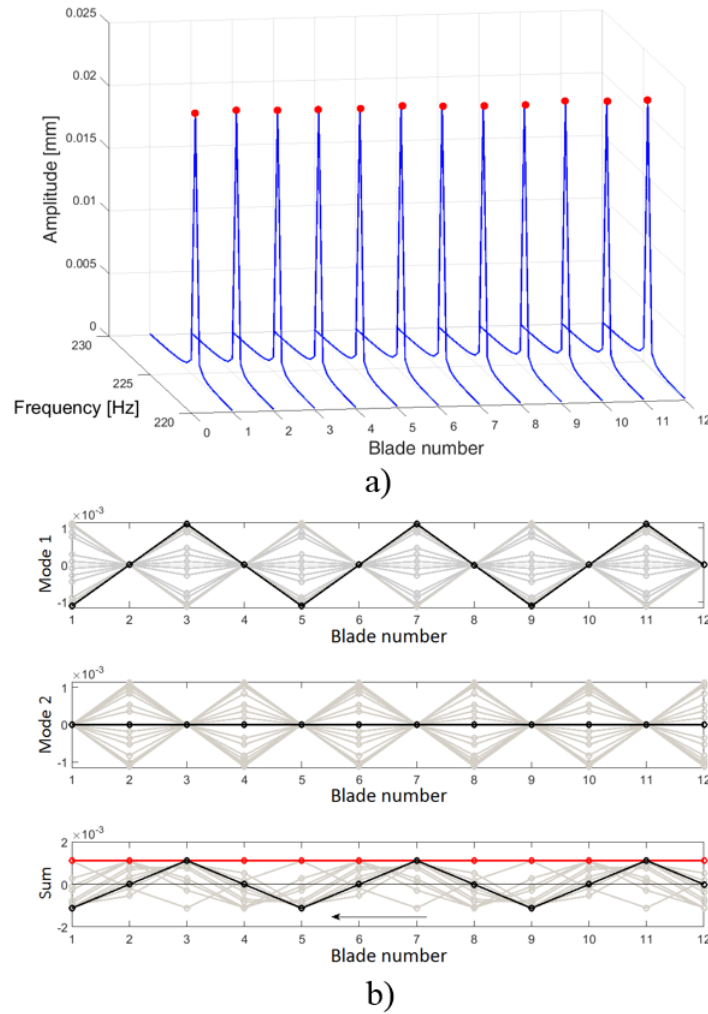 0.025
0.02
0.015
0.01
0.005
0
Amplitude [mm]
230
225
220
Frequency [Hz]
0 1 2 3 4 5 6 7 8 9 10 11 12
Blade number
a)
×10⁻³
1
0
-1
Mode 1
1 2 3 4 5 6 7 8 9 10 11 12
Blade number
×10⁻³
1
0
-1
Mode 2
1 2 3 4 5 6 7 8 9 10 11 12
Blade number
×10⁻³
2
0
-2
Sum
1 2 3 4 5 6 7 8 9 10 11 12
Blade number
b)